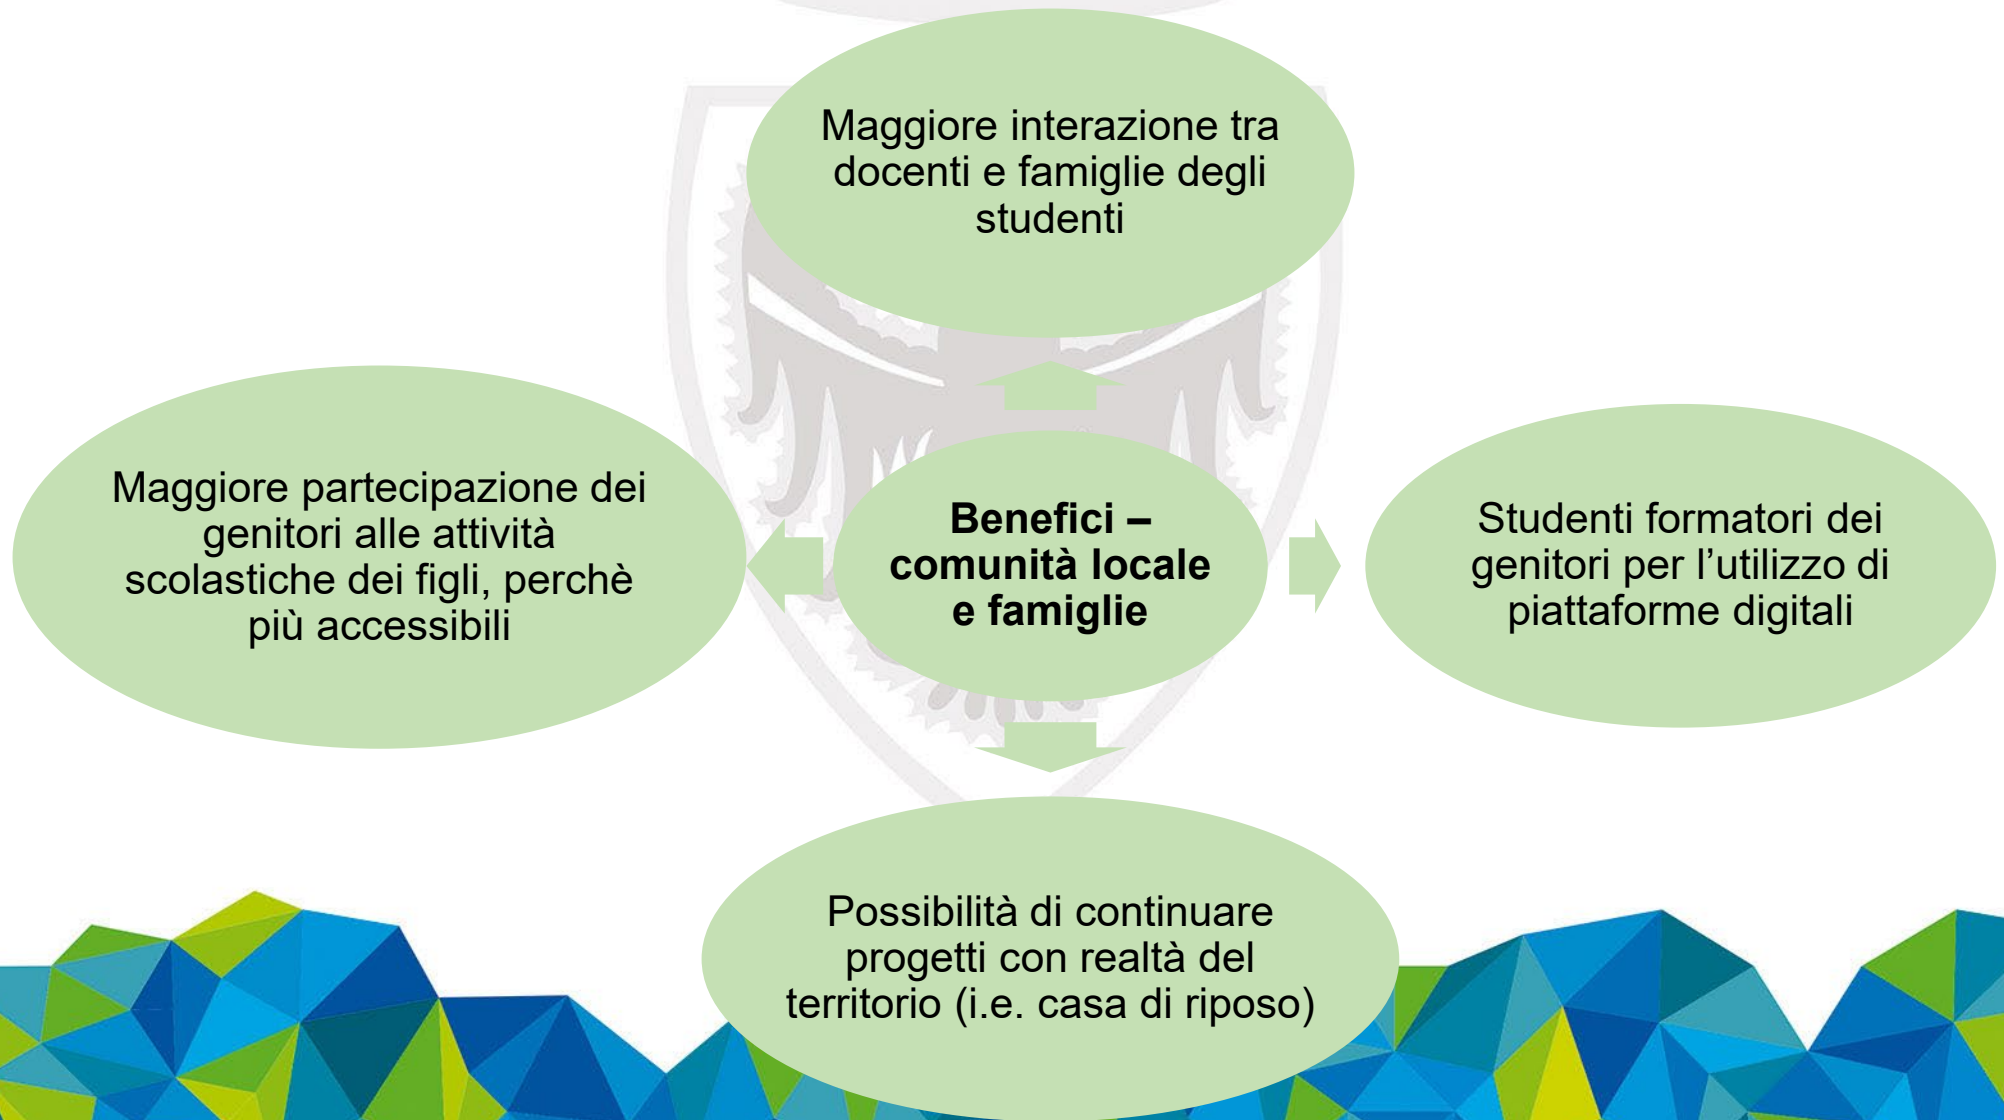 Maggiore interazione tra
docenti e famiglie degli
studenti
Maggiore partecipazione dei
genitori alle attività
scolastiche dei figli, perchè
più accessibili
Benefici –
comunità locale
e famiglie
Studenti formatori dei
genitori per l’utilizzo di
piattaforme digitali
Possibilità di continuare
progetti con realtà del
territorio (i.e. casa di riposo)